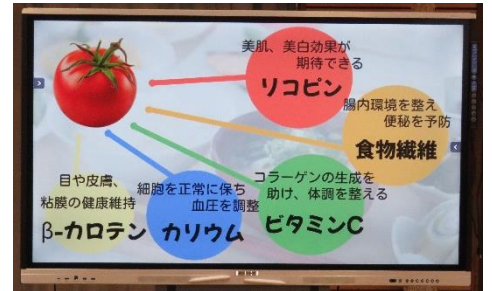 美肌、美白効果が
期待できる
リコピン
腸内環境を整え
便秘を予防
食物繊維
コラーゲンの生成を
助け、体調を整える
ビタミンC
細胞を正常に保ち
血圧を調整
カリウム
目や皮膚、
粘膜の健康維持
β-カロテン